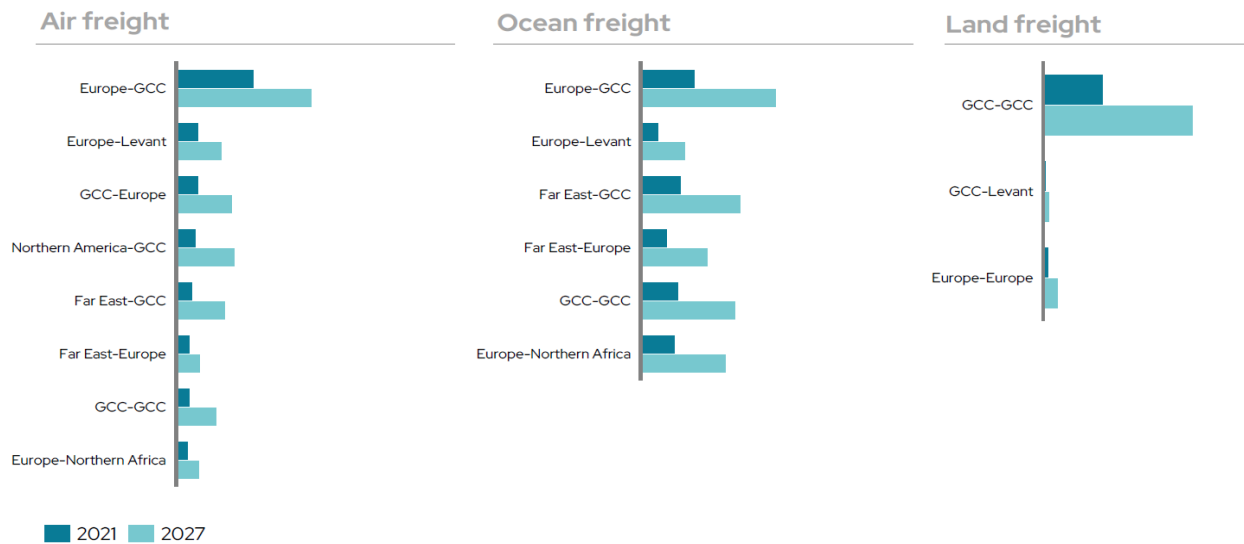 Air freight
Europe-GCC
Europe-Levant
GCC-Europe
Northern America-GCC
Far East-GCC
Far East-Europe
GCC-GCC
Europe-Northern Africa
2021
2027
Ocean freight
Europe-GCC
Europe-Levant
Far East-GCC
Far East-Europe
GCC-GCC
Europe-Northern Africa
Land freight
GCC-GCC
GCC-Levant
Europe-Europe